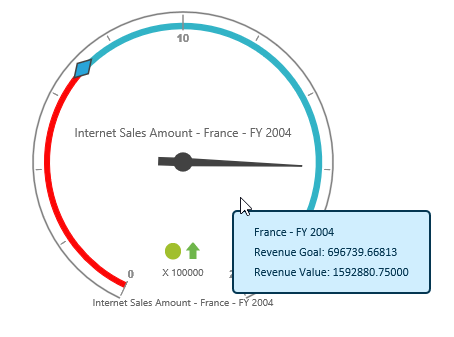 10
Internet Sales Amount - France - FY 2004
France - FY 2004
Revenue Goal: 696739.66813
Revenue Value: 1592880.75000
X 100000
0
2
Internet Sales Amount - France - FY 2004